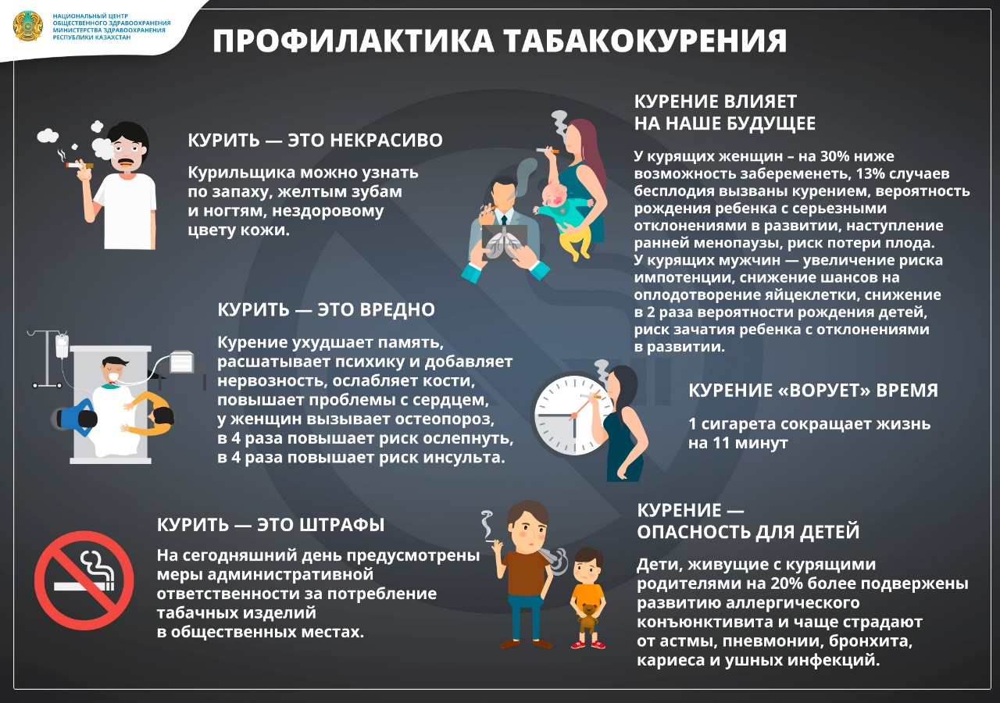 НАЦИОНАЛЬНЫЙ ЦЕНТР
ОБЩЕСТВЕННОГО ЗДРАВООХРАНЕНИЯ
МИНИСТЕРСТВА ЗДРАВООХРАНЕНИЯ
РЕСПУБЛИКИ КАЗАХСТАН
ПРОФИЛАКТИКА ТАБАКОКУРЕНИЯ
КУРИТЬ — ЭТО НЕКРАСИВО
Курильщика можно узнать
по запаху, желтым зубам
и ногтям, нездоровому
цвету кожи.
КУРИТЬ — ЭТО ВРЕДНО
Курение ухудшает память,
расшатывает психику и добавляет
нервозность, ослабляет кости,
повышает проблемы с сердцем,
у женщин вызывает остеопороз,
в 4 раза повышает риск ослепнуть,
в 4 раза повышает риск инсульта.
КУРИТЬ — ЭТО ШТРАФЫ
На сегодняшний день предусмотрены
меры административной
ответственности за потребление
табачных изделий
в общественных местах.
КУРЕНИЕ ВЛИЯЕТ
НА НАШЕ БУДУЩЕЕ
У курящих женщин – на 30% ниже
возможность забеременеть, 13% случаев
бесплодия вызваны курением, вероятность
рождения ребенка с серьезными
отклонениями в развитии, наступление
ранней менопаузы, риск потери плода.
У курящих мужчин — увеличение риска
импотенции, снижение шансов на
оплодотворение яйцеклетки, снижение
в 2 раза вероятности рождения детей,
риск зачатия ребенка с отклонениями
в развитии.
КУРЕНИЕ «ВОРУЕТ» ВРЕМЯ
1 сигарета сокращает жизнь
на 11 минут
КУРЕНИЕ —
ОПАСНОСТЬ ДЛЯ ДЕТЕЙ
Дети, живущие с курящими
родителями на 20% более подвержены
развитию аллергического
конъюнктивита и чаще страдают
от астмы, пневмонии, бронхита,
кариеса и ушных инфекций.